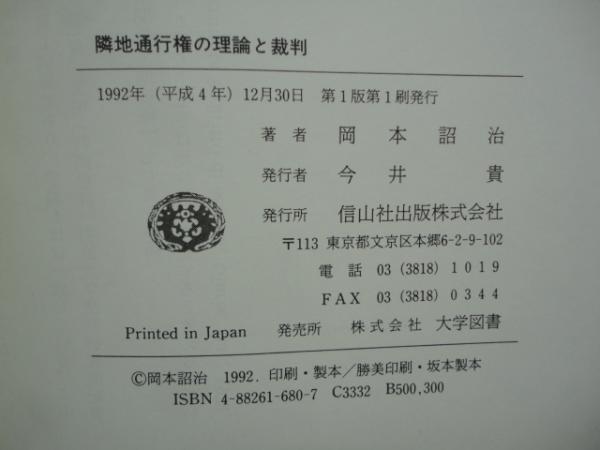 隣地通行権の理論と裁判
1992年(平成4年)12月30日 第1版第1刷発行
著者 岡本詔治
発行者 今井貴
発行所 信山社出版株式会社
〒113 東京都文京区本郷6-2-9-102
電話 03(3818)1019
FAX 03(3818)0344
Printed in Japan 発売所 株式会社 大学図書
©岡本詔治 1992. 印刷・製本/勝美印刷・坂本製本
ISBN 4-88261-680-7 C3332 B500,300